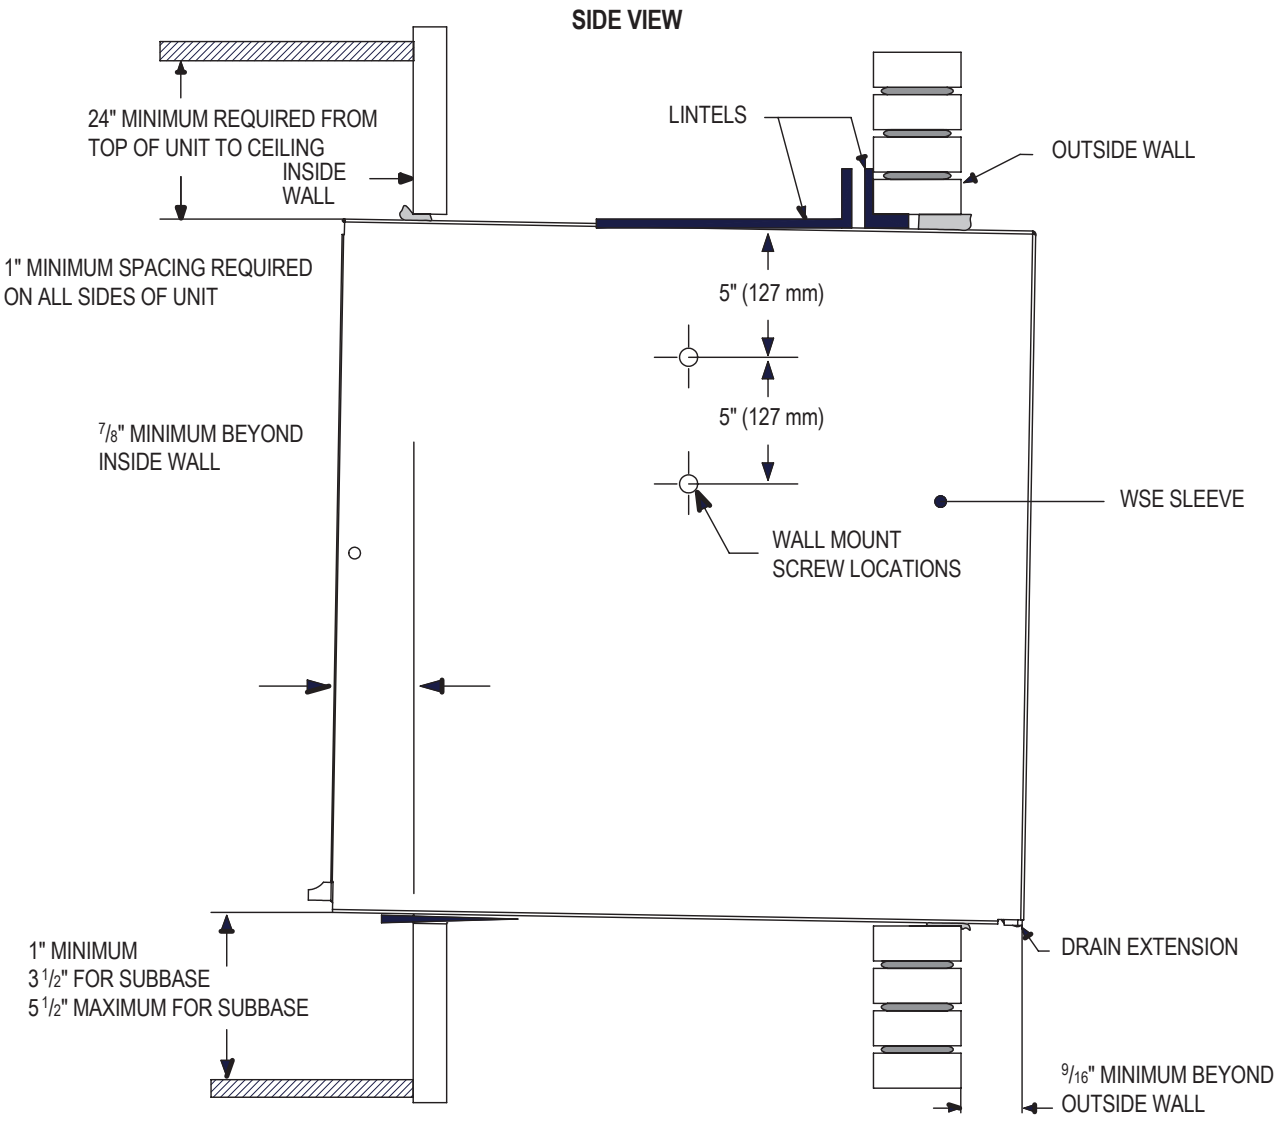 SIDE VIEW
24" MINIMUM REQUIRED FROM
TOP OF UNIT TO CEILING
INSIDE
WALL
LINTELS
OUTSIDE WALL
1" MINIMUM SPACING REQUIRED
ON ALL SIDES OF UNIT
5" (127 mm)
5" (127 mm)
7/8" MINIMUM BEYOND
INSIDE WALL
WSE SLEEVE
WALL MOUNT
SCREW LOCATIONS
1" MINIMUM
3 1/2" FOR SUBBASE
5 1/2" MAXIMUM FOR SUBBASE
DRAIN EXTENSION
9/16" MINIMUM BEYOND
OUTSIDE WALL